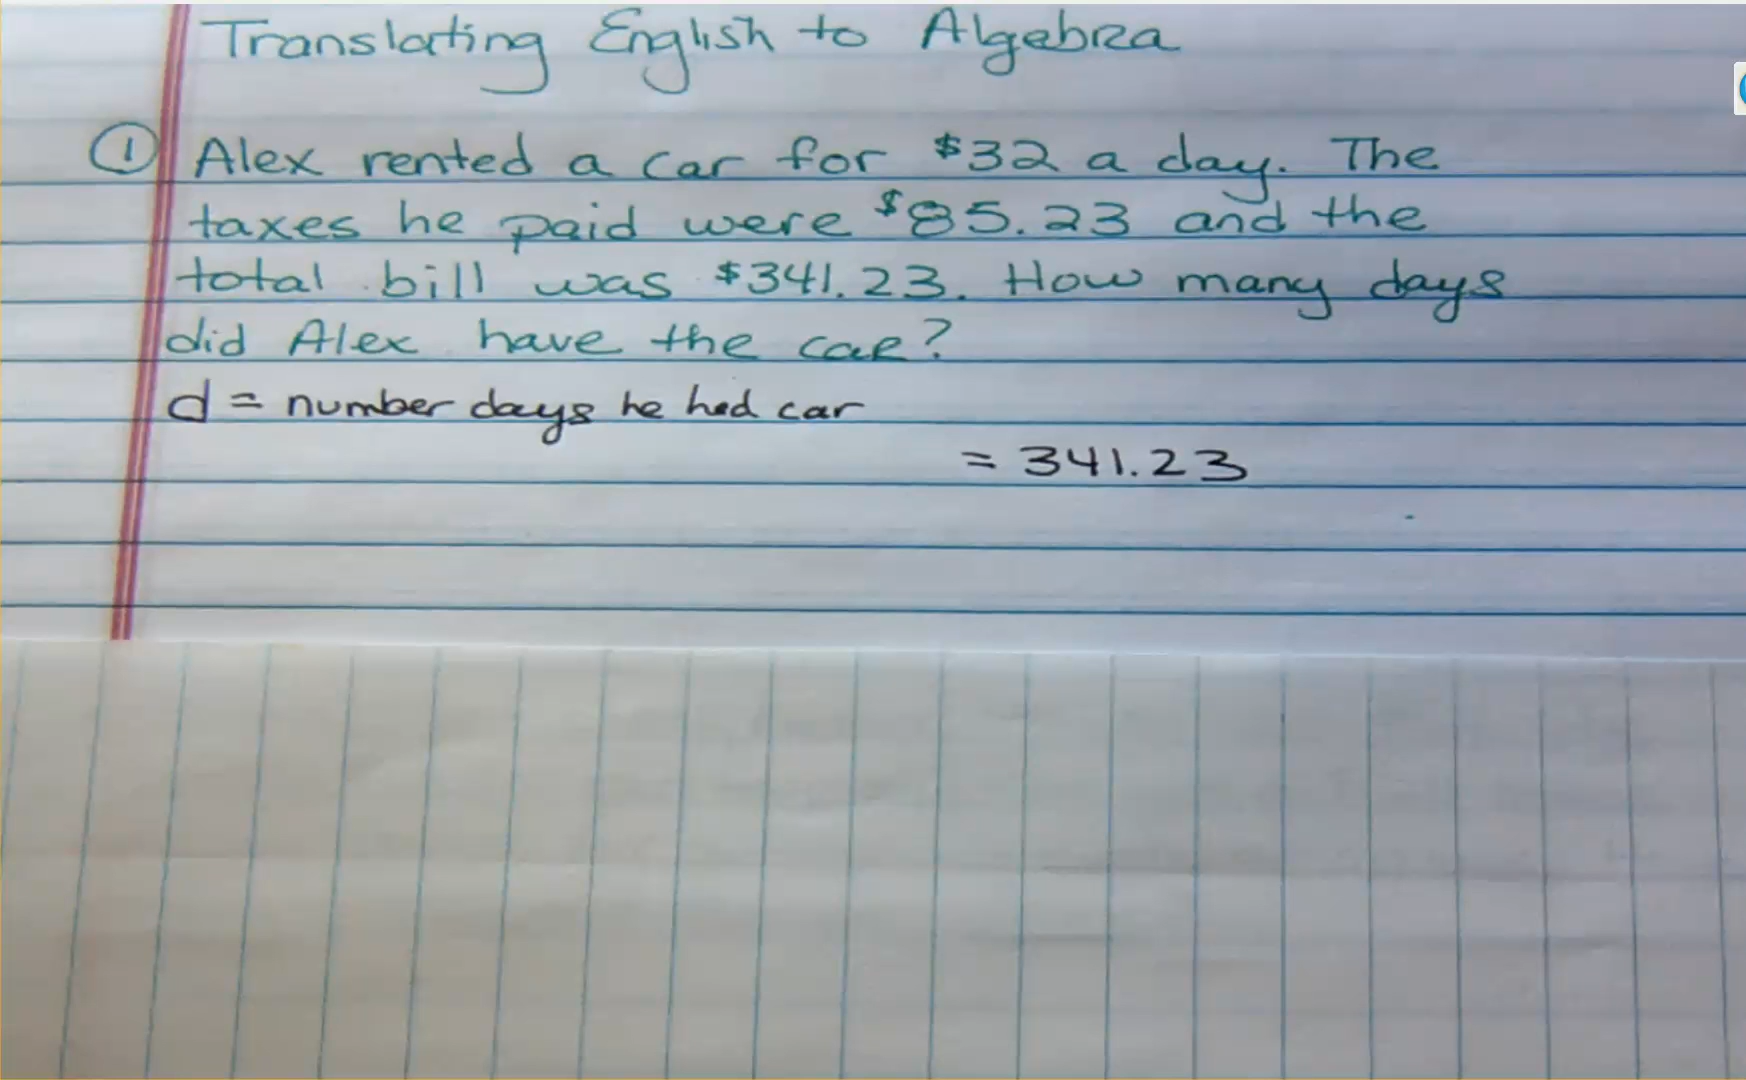 Translating English to Algebra
1 Alex rented a car for $32 a day. The
taxes he paid were $85.23 and the
total bill was $341.23. How many days
did Alex have the car?
d = number days he had car
= 341.23